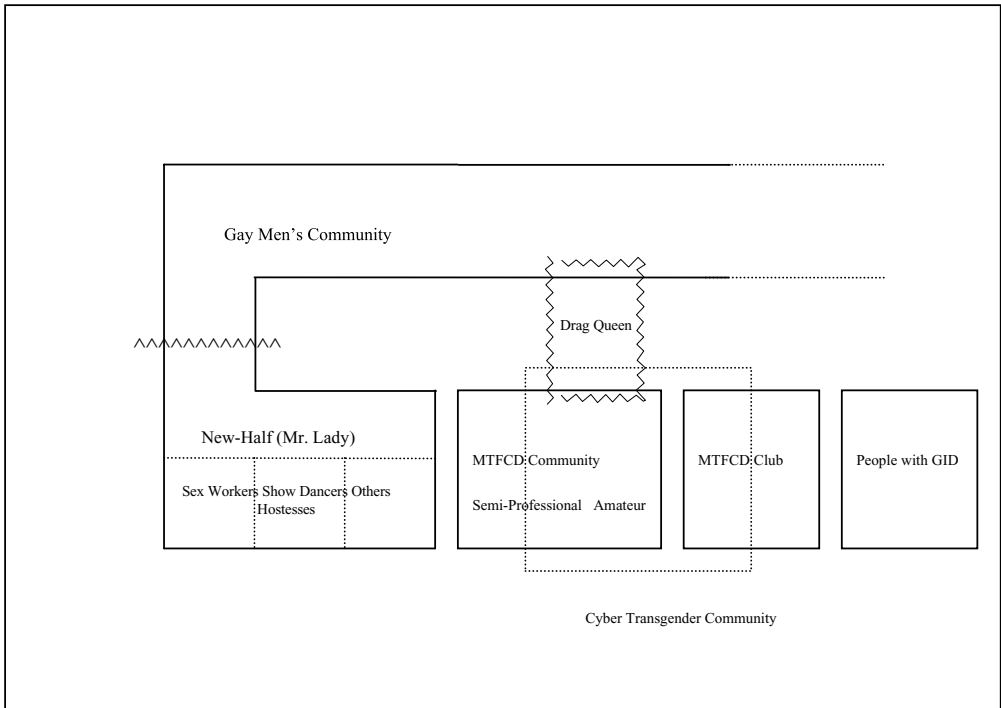 Gay Men’s Community
Drag Queen
New-Half (Mr. Lady)
MTFCD Community
MTFCD Club
People with GID
Sex Workers Show Dancers Others
Hostesses
Semi-Professional Amateur
Cyber Transgender Community